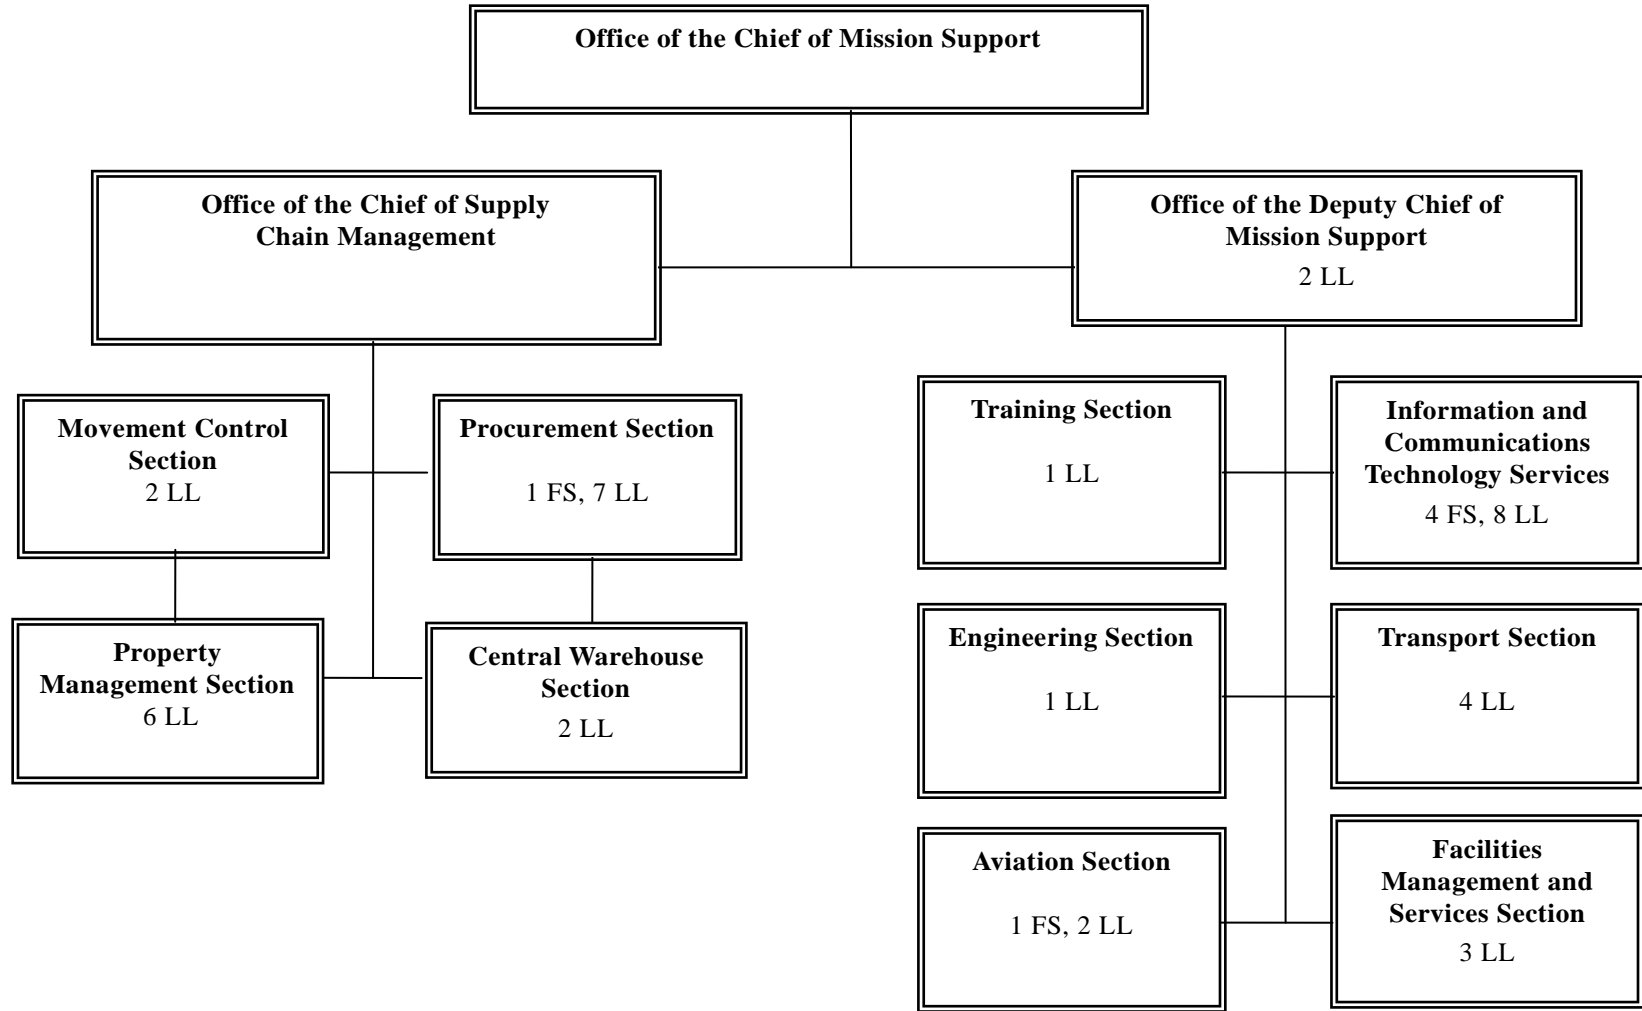 Office of the Chief of Mission Support
Office of the Chief of Supply
Chain Management
Office of the Deputy Chief of
Mission Support
2 LL
Movement Control
Section
2 LL
Procurement Section
1 FS, 7 LL
Property
Management Section
6 LL
Central Warehouse
Section
2 LL
Training Section
1 LL
Information and
Communications
Technology Services
4 FS, 8 LL
Engineering Section
1 LL
Transport Section
4 LL
Aviation Section
1 FS, 2 LL
Facilities
Management and
Services Section
3 LL